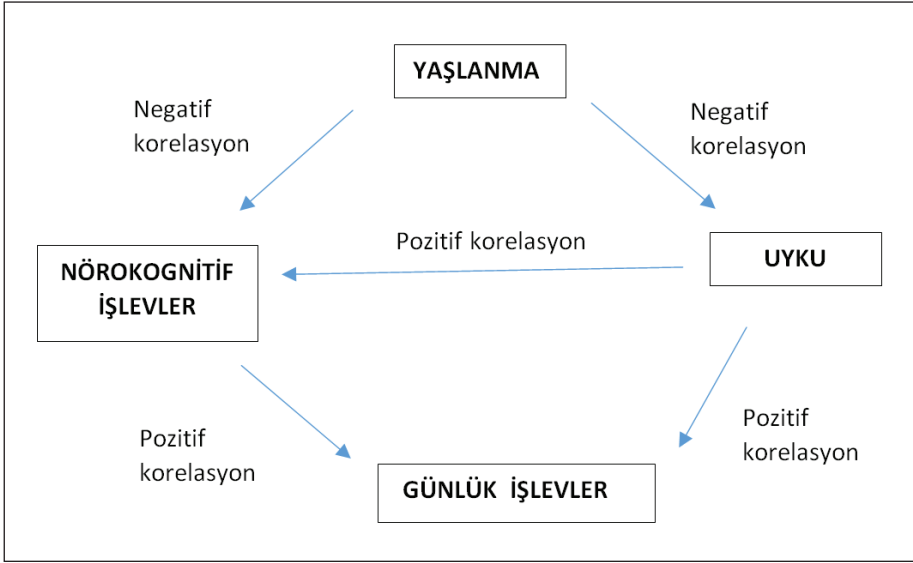 YAŞLANMA
Negatif
korelasyon
Negatif
korelasyon
Pozitif korelasyon
NÖROKOGNİTİF
İŞLEVLER
UYKU
Pozitif
korelasyon
Pozitif
korelasyon
GÜNLÜK İŞLEVLER